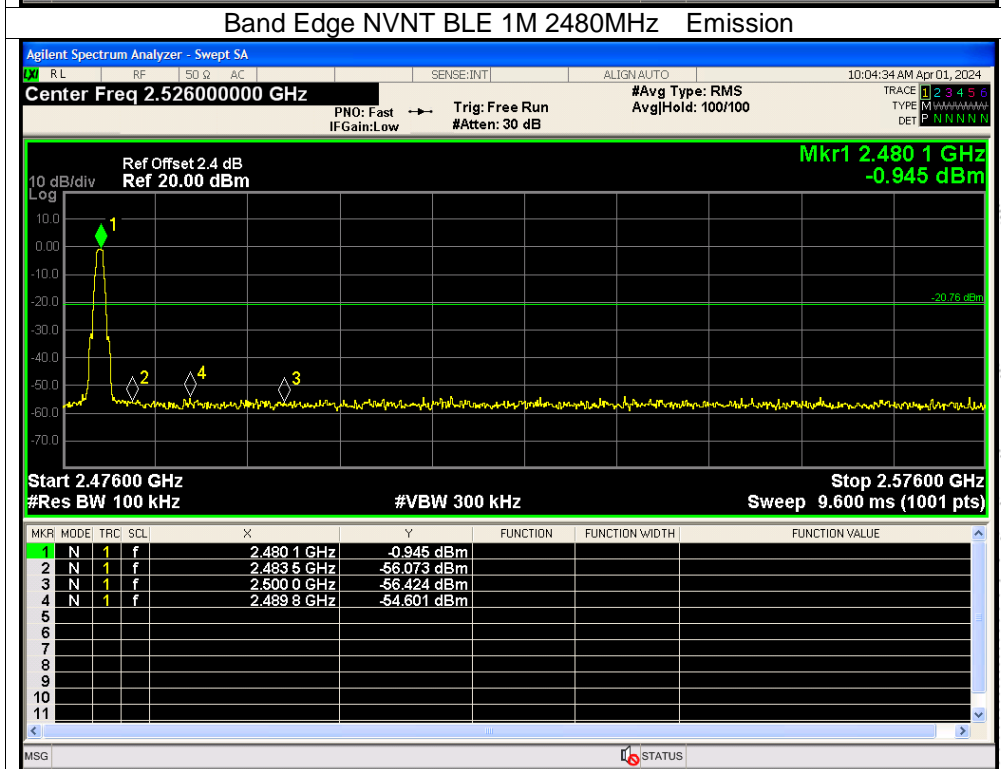 Band Edge NVNT BLE 1M 2480MHz Emission
Agilent Spectrum Analyzer - Swept SA
LXI RL RF 50 Ω AC SENSE:INT ALIGN AUTO 10:04:34 AM Apr 01, 2024
Center Freq 2.526000000 GHz #Avg Type: RMS TRACE 1 2 3 4 5 6
PNO: Fast Trig: Free Run Avg|Hold: 100/100 TYPE M WWWWW
IFGain:Low #Atten: 30 dB DET P N N N N N
Mkr1 2.480 1 GHz
Ref Offset 2.4 dB
-0.945 dBm
10 dB/div Ref 20.00 dBm
Log
10.0
1
0.00
-10.0
-20.0
-20.76 dBm
-30.0
-40.0
2 4 3
-50.0
-60.0
-70.0
Start 2.47600 GHz Stop 2.57600 GHz
#Res BW 100 kHz #VBW 300 kHz Sweep 9.600 ms (1001 pts)
MKR MODE TRC SCL X Y FUNCTION FUNCTION WIDTH FUNCTION VALUE
1 N 1 f 2.480 1 GHz -0.945 dBm
2 N 1 f 2.483 5 GHz -56.073 dBm
3 N 1 f 2.500 0 GHz -56.424 dBm
4 N 1 f 2.489 8 GHz -54.601 dBm
5
6
7
8
9
10
11
MSG STATUS